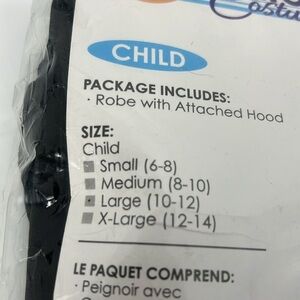 Costu
CHILD
PACKAGE INCLUDES:
· Robe with Attached Hood
SIZE:
Child
Small (6-8)
Medium (8-10)
Large (10-12)
X-Large (12-14)
LE PAQUET COMPREND:
· Peignoir avec